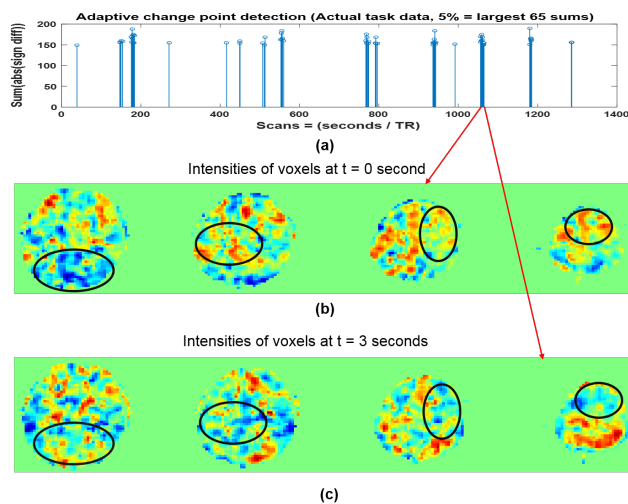 Adaptive change point detection (Actual task data, 5% = largest 65 sums)
Sum(abs(sign diff))
200
150
100
50
0
0 200 400 600 800 1000 1200 1400
Scans = (seconds / TR)
(a)
Intensities of voxels at t = 0 second
(b)
Intensities of voxels at t = 3 seconds
(c)